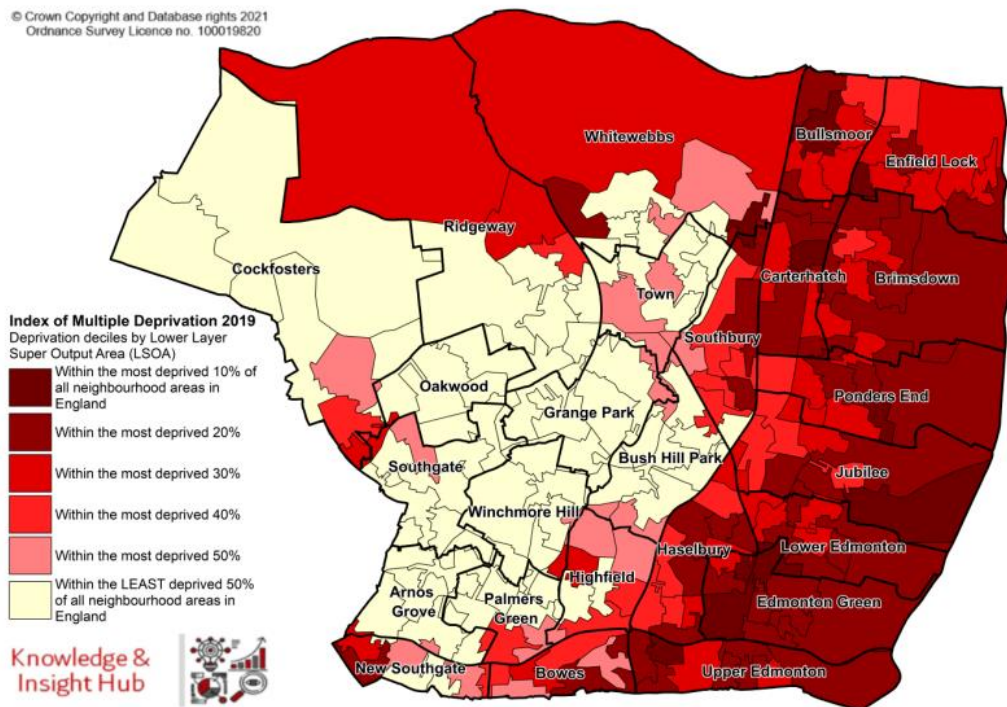 © Crown Copyright and Database rights 2021
Ordnance Survey Licence no. 100019820
Whitewebbs
Bullsmoor
Enfield Lock
Ridgeway
Cockfosters
Town
Carterhatch
Brimsdown
Southbury
Index of Multiple Deprivation 2019
Deprivation deciles by Lower Layer
Super Output Area (LSOA)
Within the most deprived 10% of
all neighbourhood areas in
England
Within the most deprived 20%
Within the most deprived 30%
Within the most deprived 40%
Within the most deprived 50%
Within the LEAST deprived 50%
of all neighbourhood areas in
England
Oakwood
Grange Park
Ponders End
Southgate
Bush Hill Park
Jubilee
Winchmore Hill
Haselbury
Lower Edmonton
Highfield
Arnos
Grove
Palmers
Green
Edmonton Green
New Southgate
Bowes
Upper Edmonton
Knowledge &
Insight Hub